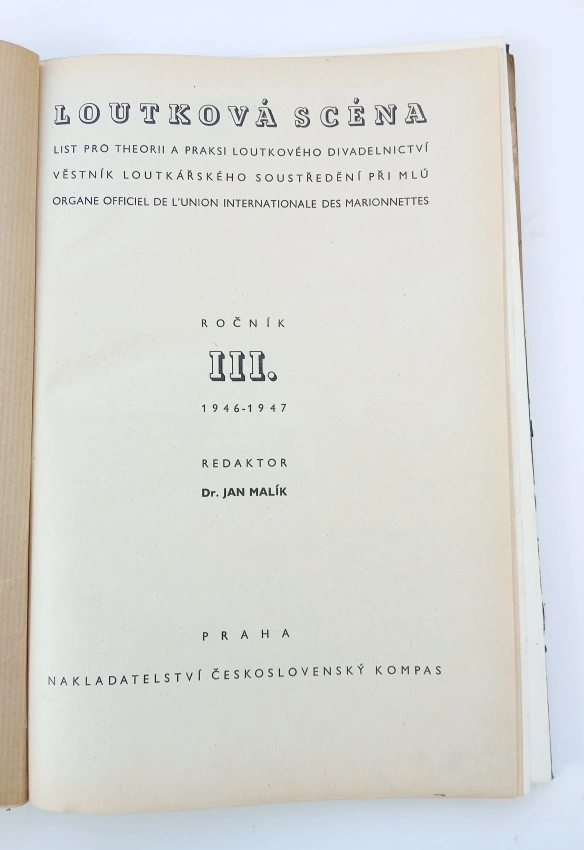 LOUTKOVÁ SCÉNA
LIST PRO THEORII A PRAKSI LOUTKOVÉHO DIVADELNICTVÍ
VĚSTNÍK LOUTKÁŘSKÉHO SOUSTŘEDĚNÍ PŘI MLÚ
ORGANE OFFICIEL DE L'UNION INTERNATIONALE DES MARIONNETTES
ROČNÍK
III.
1946-1947
REDAKTOR
Dr. JAN MALÍK
PRAHA
NAKLADATELSTVÍ ČESKOSLOVENSKÝ KOMPAS